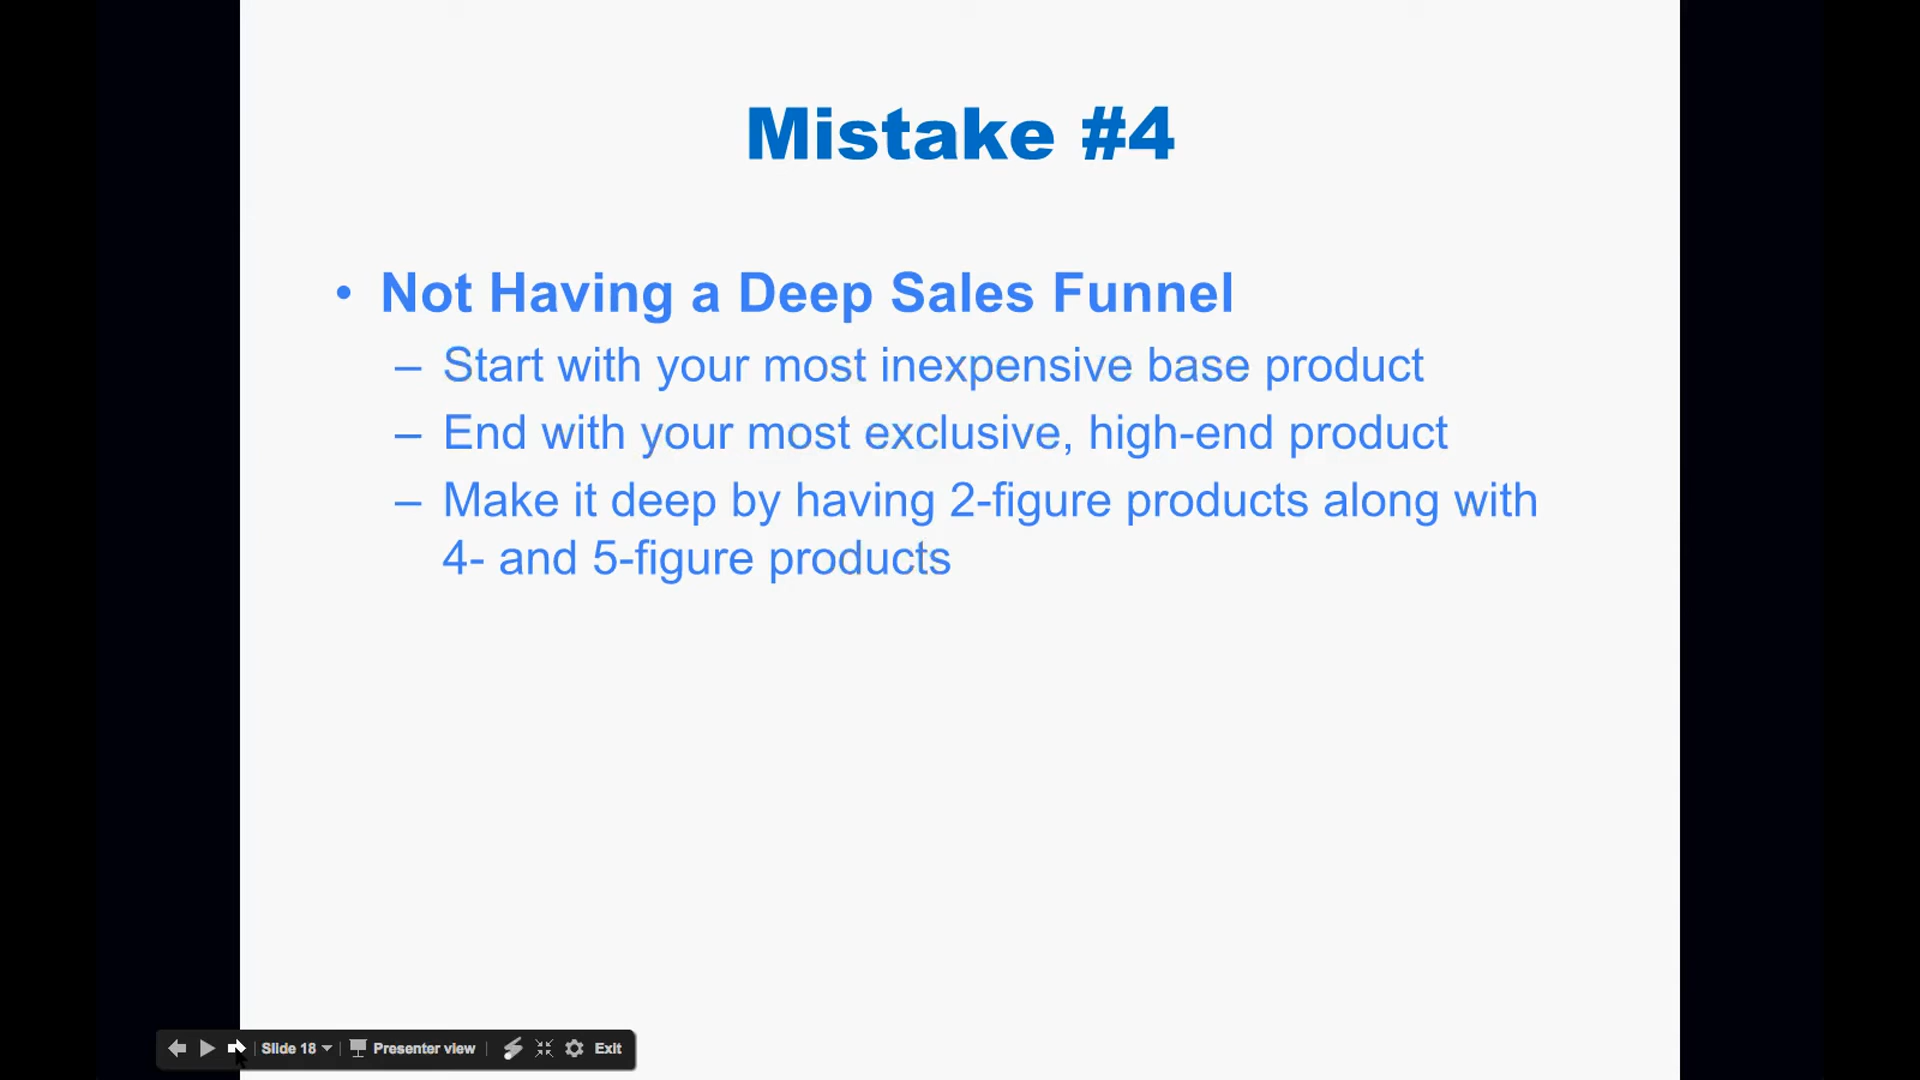 Mistake #4
• Not Having a Deep Sales Funnel
– Start with your most inexpensive base product
– End with your most exclusive, high-end product
– Make it deep by having 2-figure products along with
4- and 5-figure products
Slide 18 Presenter view Exit